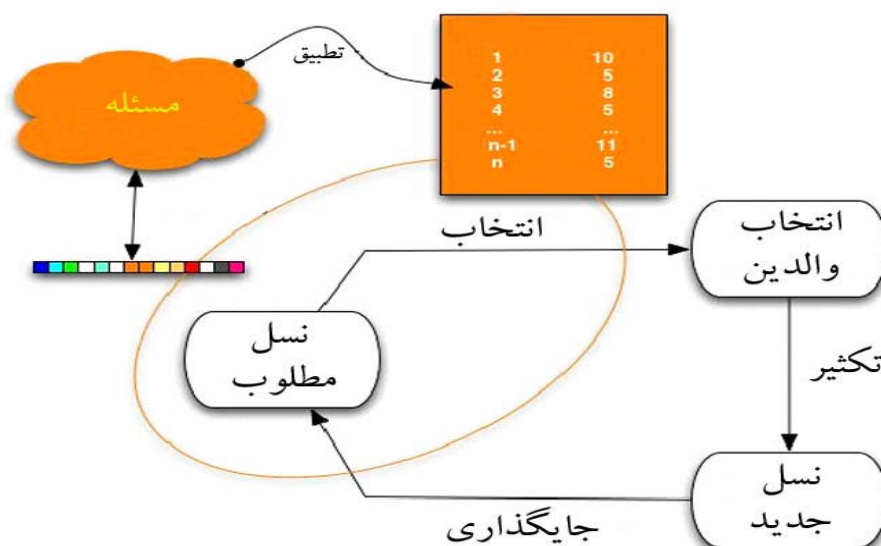 تطبیق
مسئله
1 10
2 5
3 8
4 5
... ...
n-1 11
n 5
انتخاب
انتخاب
والدین
نسل
مطلوب
تکثیر
نسل
جدید
جایگذاری